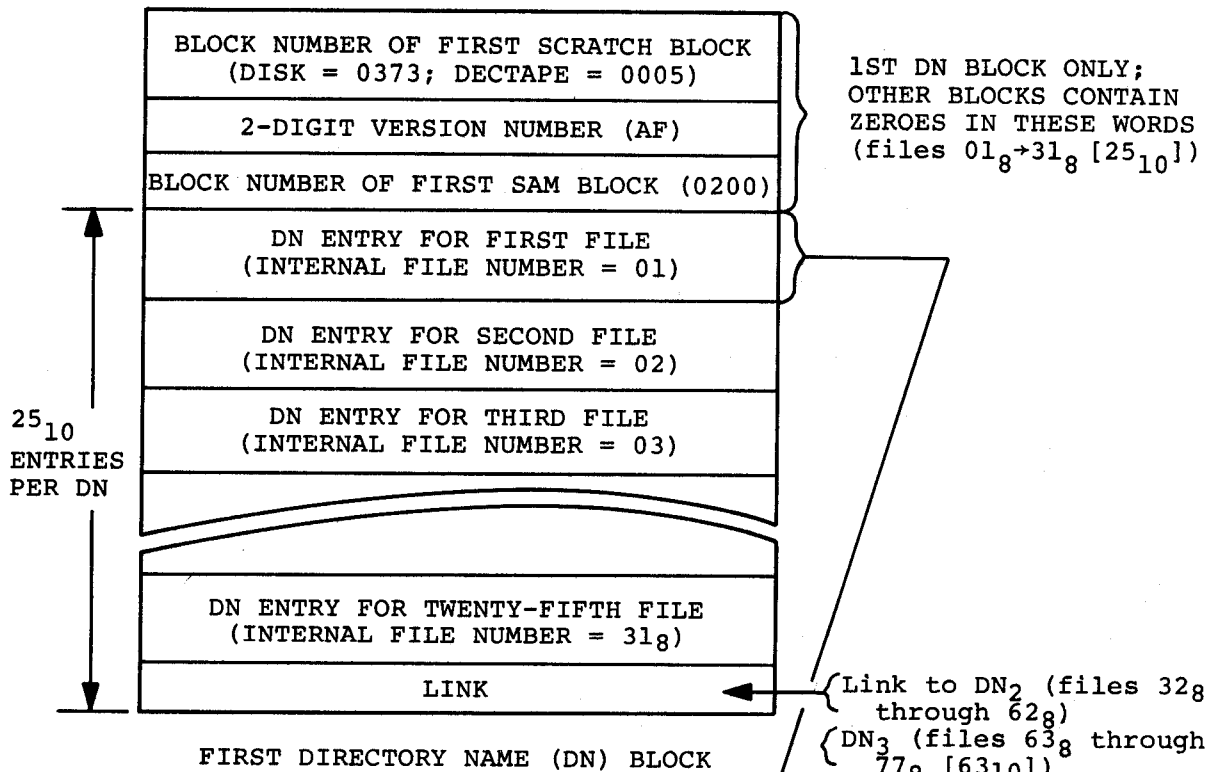 BLOCK NUMBER OF FIRST SCRATCH BLOCK
(DISK = 0373; DECTAPE = 0005)
2-DIGIT VERSION NUMBER (AF)
BLOCK NUMBER OF FIRST SAM BLOCK (0200)
1ST DN BLOCK ONLY;
OTHER BLOCKS CONTAIN
ZEROES IN THESE WORDS
(files 01₈→31₈ [25₁₀])
DN ENTRY FOR FIRST FILE
(INTERNAL FILE NUMBER = 01)
DN ENTRY FOR SECOND FILE
(INTERNAL FILE NUMBER = 02)
DN ENTRY FOR THIRD FILE
(INTERNAL FILE NUMBER = 03)
25₁₀
ENTRIES
PER DN
DN ENTRY FOR TWENTY-FIFTH FILE
(INTERNAL FILE NUMBER = 31₈)
LINK
Link to DN₂ (files 32₈
through 62₈)
DN₃ (files 63₈ through
77₈ [63₁₀])
FIRST DIRECTORY NAME (DN) BLOCK